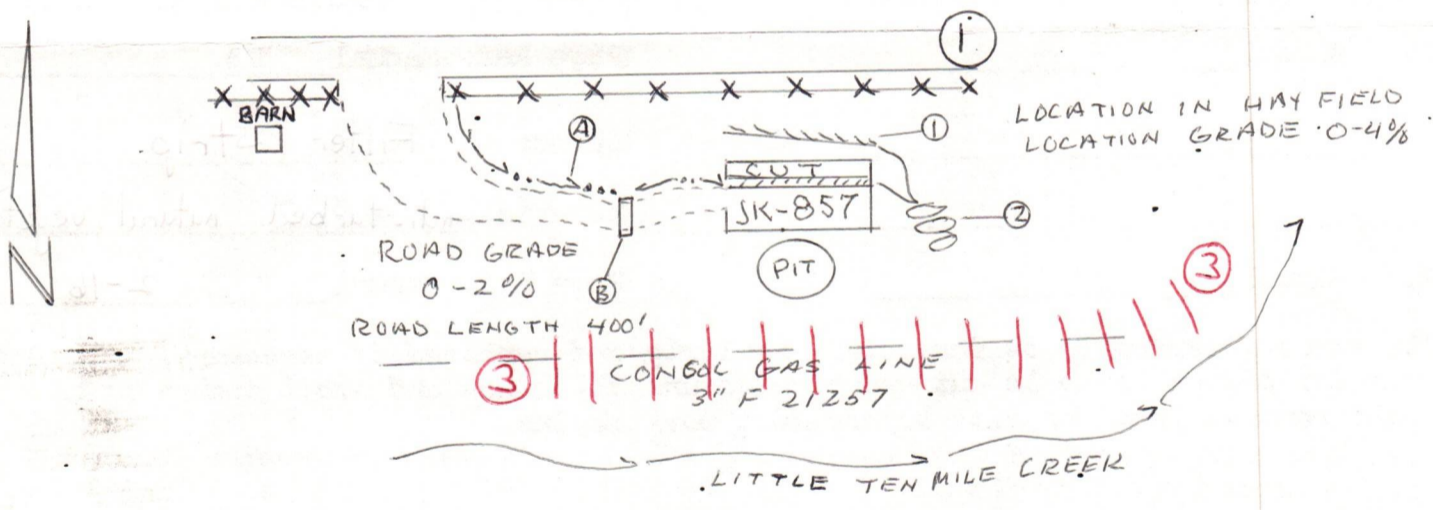 1
BARN
A
1
LOCATION IN HAY FIELD
LOCATION GRADE 0-4%
CUT
JK-857
2
ROAD GRADE
0-2%
B
PIT
3
ROAD LENGTH 400'
3
CONSOL GAS LINE
3" F 21257
LITTLE TEN MILE CREEK
N